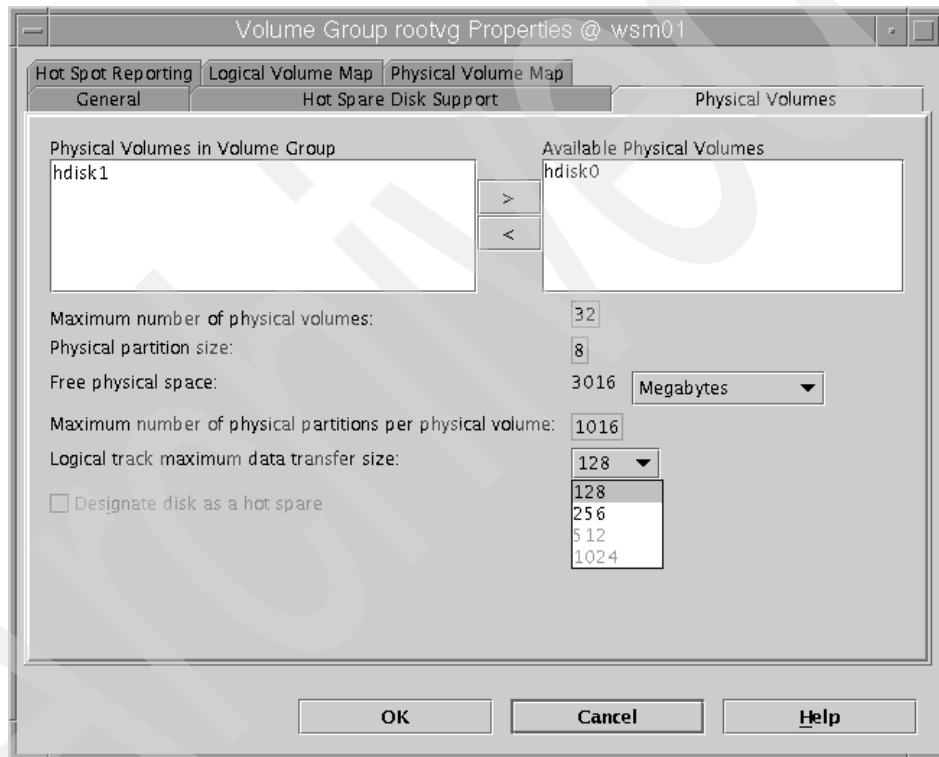 Volume Group rootvg Properties @ wsm01
Hot Spot Reporting Logical Volume Map Physical Volume Map
General Hot Spare Disk Support Physical Volumes
Physical Volumes in Volume Group Available Physical Volumes
hdisk1 hdisk0
>
<
Maximum number of physical volumes: 32
Physical partition size: 8
Free physical space: 3016 Megabytes
Maximum number of physical partitions per physical volume: 1016
Logical track maximum data transfer size: 128
128
256
512
1024
Designate disk as a hot spare
OK Cancel Help
Archived